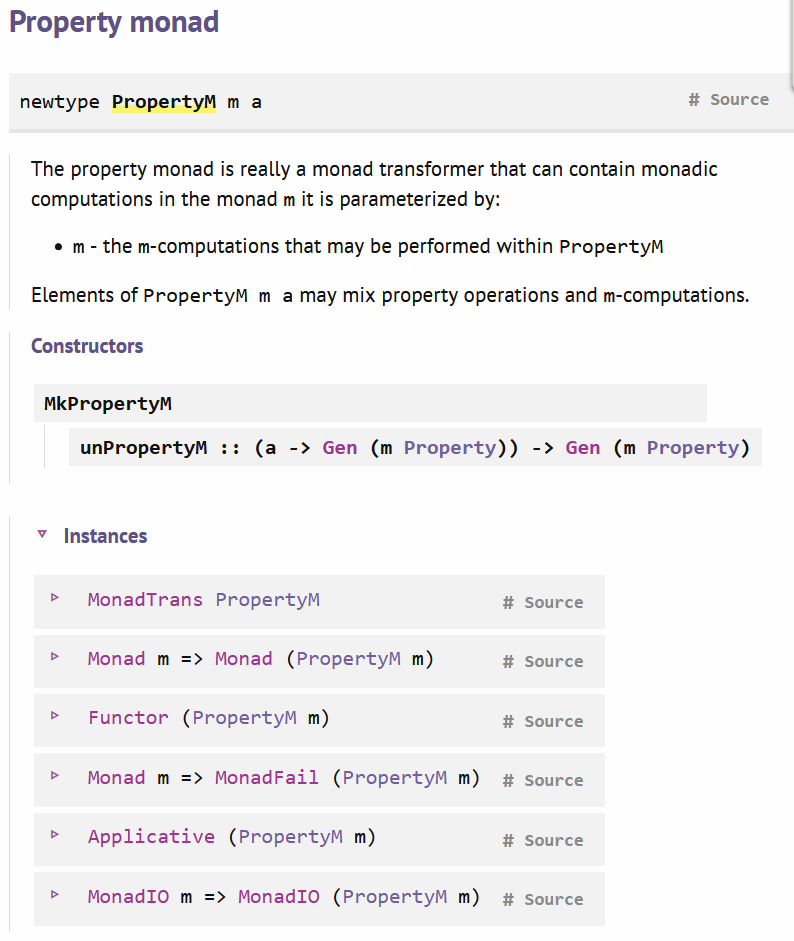 Property monad
newtype PropertyM m a # Source
The property monad is really a monad transformer that can contain monadic
computations in the monad m it is parameterized by:
• m - the m-computations that may be performed within PropertyM
Elements of PropertyM m a may mix property operations and m-computations.
Constructors
MkPropertyM
unPropertyM :: (a -> Gen (m Property)) -> Gen (m Property)
Instances
MonadTrans PropertyM # Source
Monad m => Monad (PropertyM m) # Source
Functor (PropertyM m) # Source
Monad m => MonadFail (PropertyM m) # Source
Applicative (PropertyM m) # Source
MonadIO m => MonadIO (PropertyM m) # Source